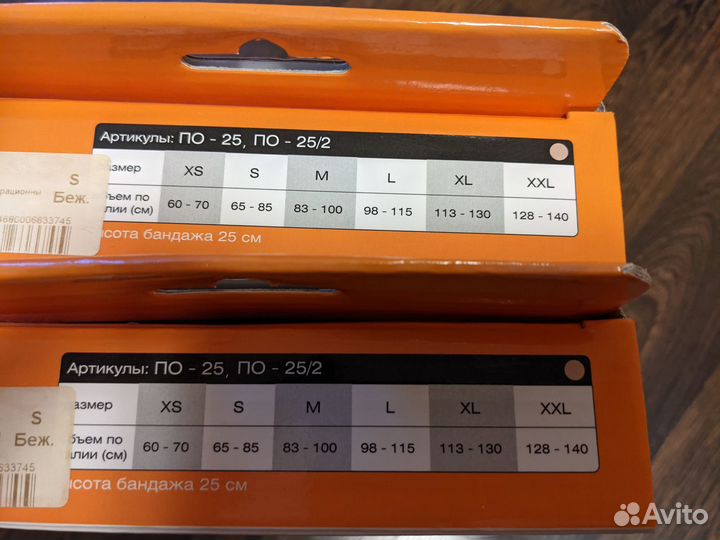 Артикулы: ПО - 25, ПО - 25/2
азмер XS S M L XL XXL
ъем по
алии (см) 60 - 70 65 - 85 83 - 100 98 - 115 113 - 130 128 - 140
сота бандажа 25 см
S
рационны Беж.
4680006833745
Артикулы: ПО - 25, ПО - 25/2
азмер XS S M L XL XXL
ъем по
алии (см) 60 - 70 65 - 85 83 - 100 98 - 115 113 - 130 128 - 140
сота бандажа 25 см
S
Беж.
633745
Avito